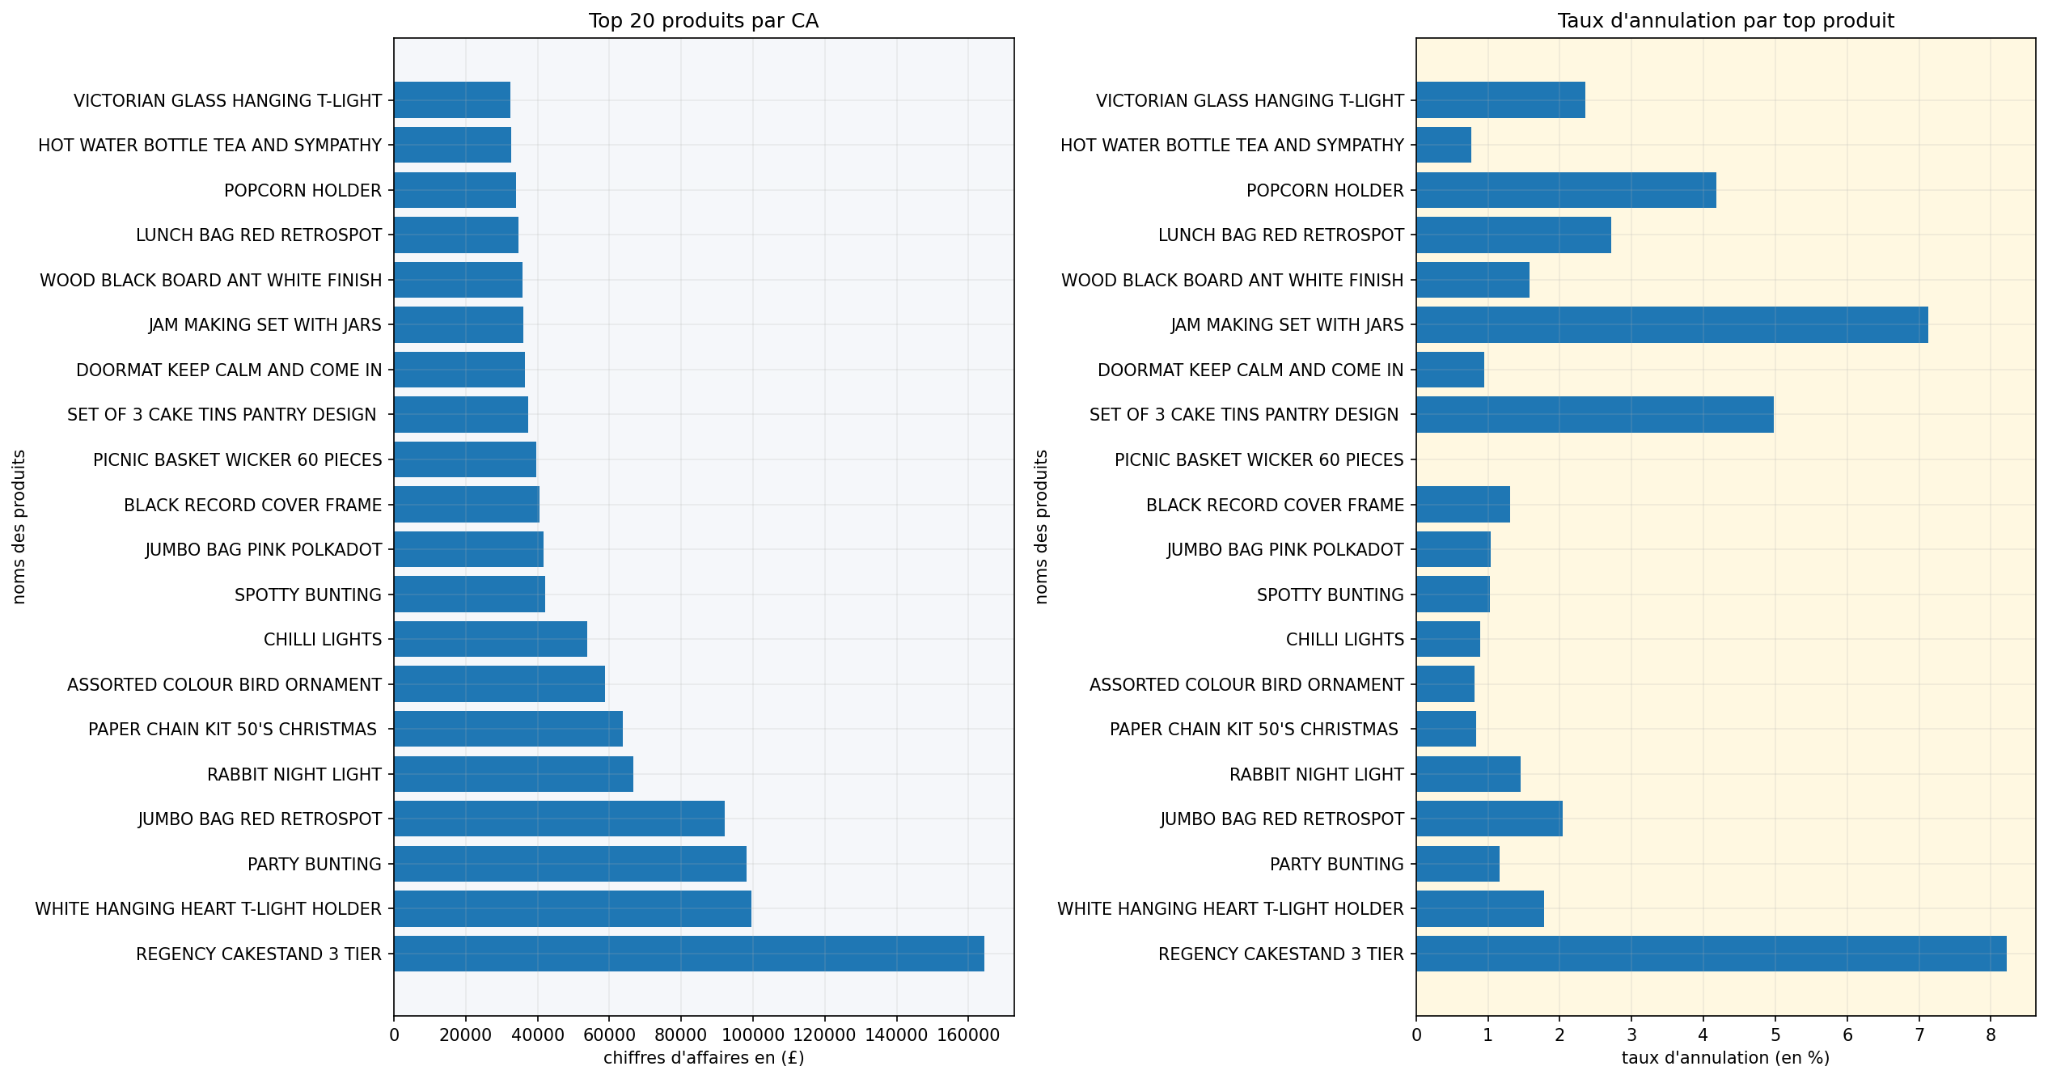 Top 20 produits par CA
noms des produits
VICTORIAN GLASS HANGING T-LIGHT
HOT WATER BOTTLE TEA AND SYMPATHY
POPCORN HOLDER
LUNCH BAG RED RETROSPOT
WOOD BLACK BOARD ANT WHITE FINISH
JAM MAKING SET WITH JARS
DOORMAT KEEP CALM AND COME IN
SET OF 3 CAKE TINS PANTRY DESIGN
PICNIC BASKET WICKER 60 PIECES
BLACK RECORD COVER FRAME
JUMBO BAG PINK POLKADOT
SPOTTY BUNTING
CHILLI LIGHTS
ASSORTED COLOUR BIRD ORNAMENT
PAPER CHAIN KIT 50'S CHRISTMAS
RABBIT NIGHT LIGHT
JUMBO BAG RED RETROSPOT
PARTY BUNTING
WHITE HANGING HEART T-LIGHT HOLDER
REGENCY CAKESTAND 3 TIER
0 20000 40000 60000 80000 100000 120000 140000 160000
chiffres d'affaires en (£)
Taux d'annulation par top produit
noms des produits
VICTORIAN GLASS HANGING T-LIGHT
HOT WATER BOTTLE TEA AND SYMPATHY
POPCORN HOLDER
LUNCH BAG RED RETROSPOT
WOOD BLACK BOARD ANT WHITE FINISH
JAM MAKING SET WITH JARS
DOORMAT KEEP CALM AND COME IN
SET OF 3 CAKE TINS PANTRY DESIGN
PICNIC BASKET WICKER 60 PIECES
BLACK RECORD COVER FRAME
JUMBO BAG PINK POLKADOT
SPOTTY BUNTING
CHILLI LIGHTS
ASSORTED COLOUR BIRD ORNAMENT
PAPER CHAIN KIT 50'S CHRISTMAS
RABBIT NIGHT LIGHT
JUMBO BAG RED RETROSPOT
PARTY BUNTING
WHITE HANGING HEART T-LIGHT HOLDER
REGENCY CAKESTAND 3 TIER
0 1 2 3 4 5 6 7 8
taux d'annulation (en %)